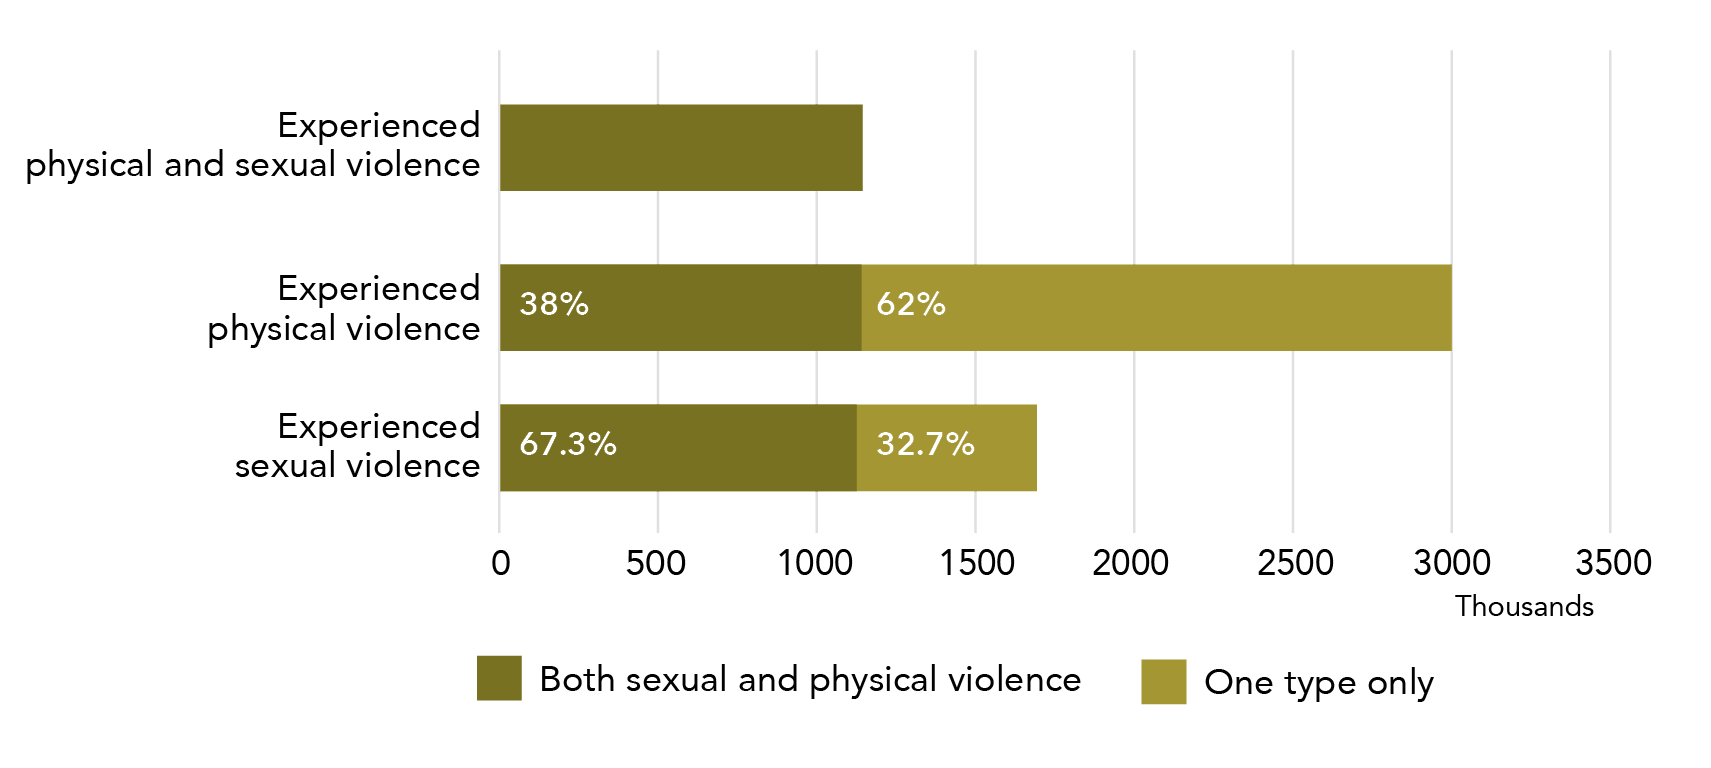 Experienced
physical and sexual violence
Experienced
physical violence
38%
62%
Experienced
sexual violence
67.3%
32.7%
0 500 1000 1500 2000 2500 3000 3500
Thousands
Both sexual and physical violence
One type only